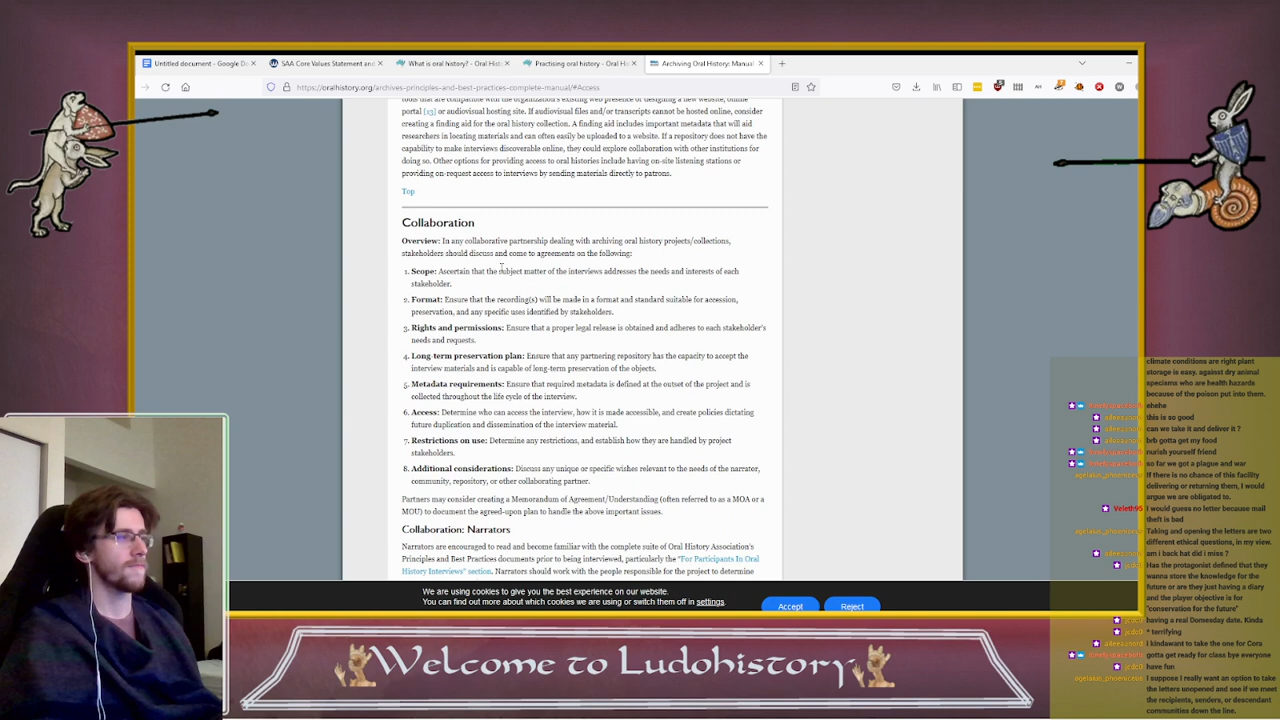 Untitled document - Google Do
SAA Core Values Statement and
What is oral history? - Oral Hist
Practising oral history - Oral His
Archiving Oral History: Manual
https://oralhistory.org/archives-principles-and-best-practices-complete-manual/#Access
tools that are compatible with the organization's existing web presence or designing a new website, online
portal [13] or audiovisual hosting site. If audiovisual files and/or transcripts cannot be hosted online, consider
creating a finding aid for the oral history collection. A finding aid includes important metadata that will aid
researchers in locating materials and can often easily be uploaded to a website. If a repository does not have the
capability to make interviews discoverable online, they could explore collaboration with other institutions for
doing so. Other options for providing access to oral histories include having on-site listening stations or
providing on-request access to interviews by sending materials directly to patrons.
Top
Collaboration
Overview: In any collaborative partnership dealing with archiving oral history projects/collections,
stakeholders should discuss and come to agreements on the following:
1. Scope: Ascertain that the subject matter of the interviews addresses the needs and interests of each
stakeholder.
2. Format: Ensure that the recording(s) will be made in a format and standard suitable for accession,
preservation, and any specific uses identified by stakeholders.
3. Rights and permissions: Ensure that a proper legal release is obtained and adheres to each stakeholder's
needs and requests.
4. Long-term preservation plan: Ensure that any partnering repository has the capacity to accept the
interview materials and is capable of long-term preservation of the objects.
5. Metadata requirements: Ensure that required metadata is defined at the outset of the project and is
collected throughout the life cycle of the interview.
6. Access: Determine who can access the interview, how it is made accessible, and create policies dictating
future duplication and dissemination of the interview material.
7. Restrictions on use: Determine any restrictions, and establish how they are handled by project
stakeholders.
8. Additional considerations: Discuss any unique or specific wishes relevant to the needs of the narrator,
community, repository, or other collaborating partner.
Partners may consider creating a Memorandum of Agreement/Understanding (often referred to as a MOA or a
MOU) to document the agreed-upon plan to handle the above important issues.
Collaboration: Narrators
Narrators are encouraged to read and become familiar with the complete suite of Oral History Association's
Principles and Best Practices documents prior to being interviewed, particularly the "For Participants In Oral
History Interviews" section. Narrators should work with the people responsible for the project to determine
We are using cookies to give you the best experience on our website.
You can find out more about which cookies we are using or switch them off in settings.
Accept
Reject
Welcome to Ludohistory
climate conditions are right plant
storage is easy. against dry animal
speciams who are health hazards
because of the poison put into them.
ehehe
this is so good
can we take it and deliver it ?
brb gotta get my food
nurish yourself friend
so far we got a plague and war
agelaius_phoeniceus If there is no chance of this facility
delivering or returning them, I would
argue we are obligated to.
Veleth95 I would guess no letter because mail
theft is bad
agelaius_phoeniceus Taking and opening the letters are two
different ethical questions, in my view.
am i back hat did i miss ?
jcdc0 Has the protagonist defined that they
wanna store the knowledge for the
future or are they just having a diary
and the player objective is for
"conservation for the future"
jcdc0 having a real Domesday date. Kinda
jcdc0 * terrifying
I kindawant to take the one for Coru
gotta get ready for class bye everyone
jcdc0 have fun
agelaius_phoeniceus I suppose I really want an option to take
the letters unopened and see if we meet
the recipients, senders, or descendant
communities down the line.